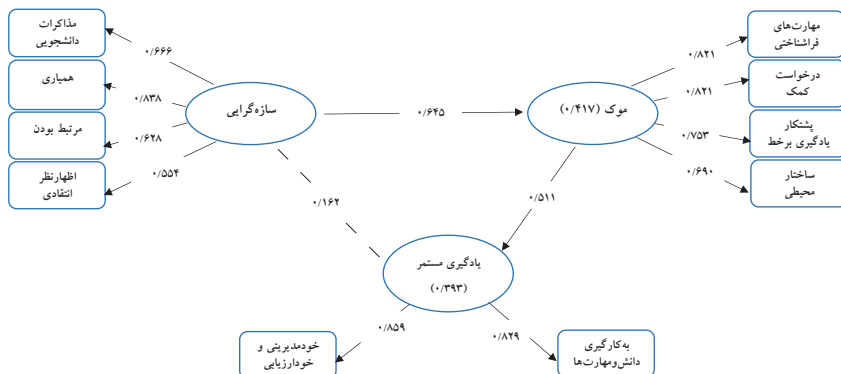 مهارت‌های
فراشناختی
۰/۸۲۱
درخواست
کمک
۰/۸۲۱
پشتکار
یادگیری برخط
۰/۷۵۳
ساختار
محیطی
۰/۶۹۰
موک (۰/۴۱۷)
۰/۶۴۵
سازه‌گرایی
مذاکرات
دانشجویی
۰/۶۶۶
همیاری
۰/۸۳۸
مرتبط بودن
۰/۶۲۸
اظهارنظر
انتقادی
۰/۵۵۴
۰/۵۱۱
۰/۱۶۲
یادگیری مستمر
(۰/۳۹۳)
۰/۸۲۹
۰/۸۵۹
به‌کارگیری
دانش‌ومهارت‌ها
خودمدیریتی و
خودارزیابی